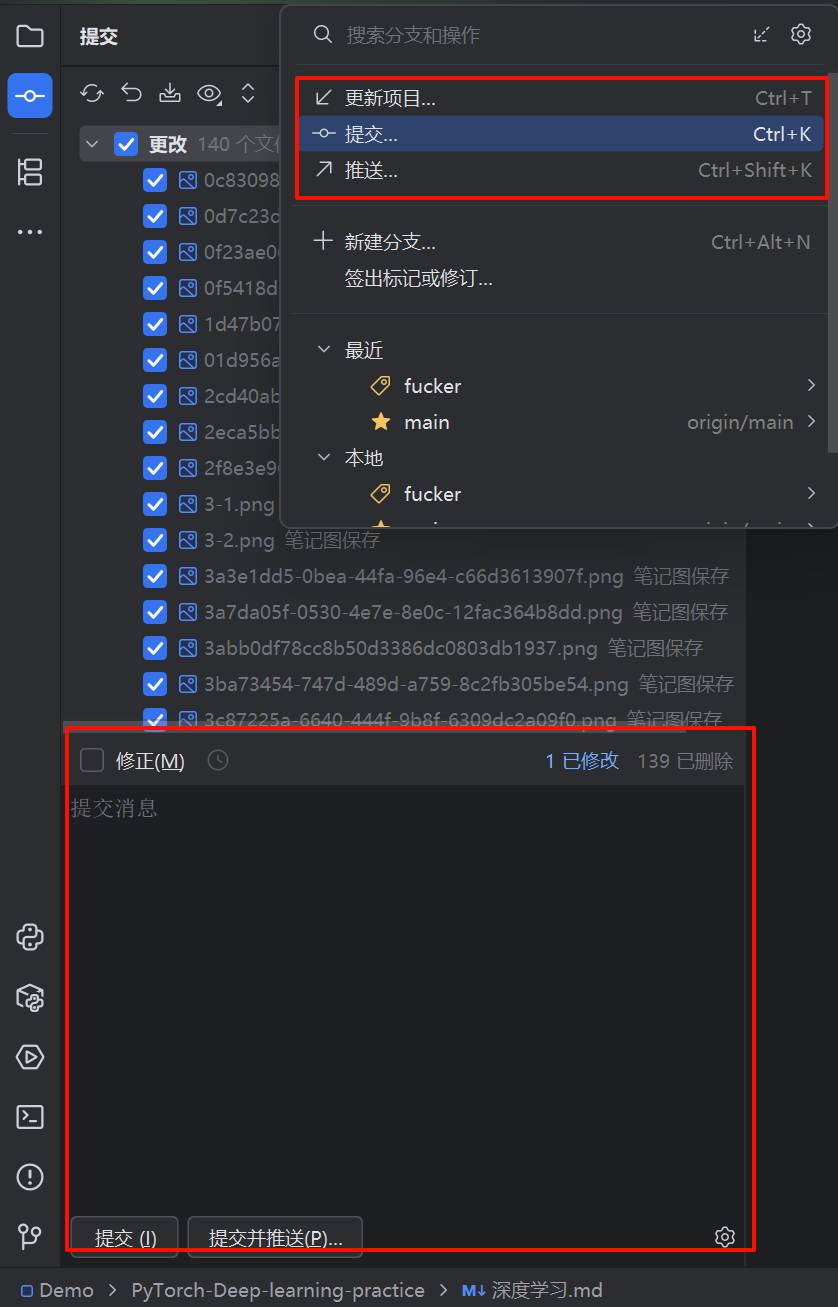 提交
搜索分支和操作
更新项目... Ctrl+T
提交... Ctrl+K
推送... Ctrl+Shift+K
新建分支... Ctrl+Alt+N
签出标记或修订...
最近
fucker
main origin/main
本地
fucker
更改 140 个文
0c83098
0d7c23
0f23ae0
0f5418d
1d47b07
01d956a
2cd40ab
2eca5bb
2f8e3e9
3-1.png
3-2.png 笔记图保存
3a3e1dd5-0bea-44fa-96e4-c66d3613907f.png 笔记图保存
3a7da05f-0530-4e7e-8e0c-12fac364b8dd.png 笔记图保存
3abb0df78cc8b50d3386dc0803db1937.png 笔记图保存
3ba73454-747d-489d-a759-8c2fb305be54.png 笔记图保存
3c87225a-6640-444f-9b8f-6309dc2a09f0.png 笔记图保存
修正(M) 1 已修改 139 已删除
提交消息
提交 (I) 提交并推送(P)...
Demo > PyTorch-Deep-learning-practice > M↓ 深度学习.md